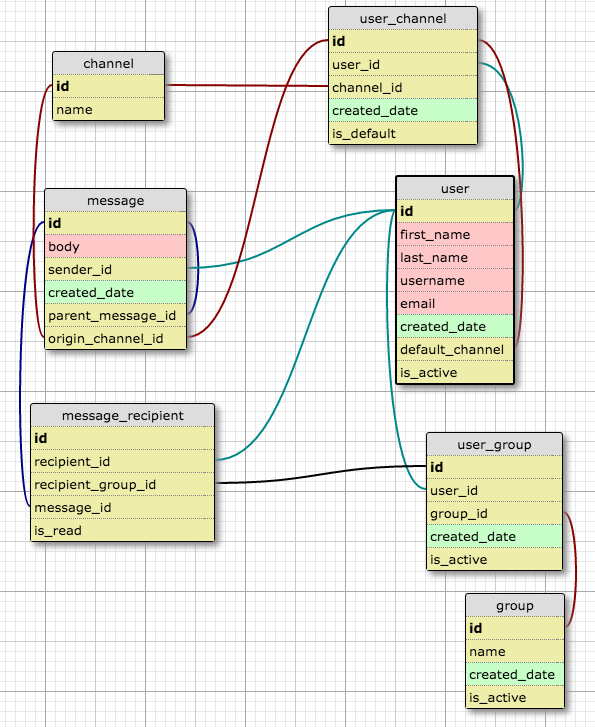 user_channel
id
user_id
channel_id
created_date
is_default
channel
id
name
user
id
first_name
last_name
username
email
created_date
default_channel
is_active
message
id
body
sender_id
created_date
parent_message_id
origin_channel_id
message_recipient
id
recipient_id
recipient_group_id
message_id
is_read
user_group
id
user_id
group_id
created_date
is_active
group
id
name
created_date
is_active